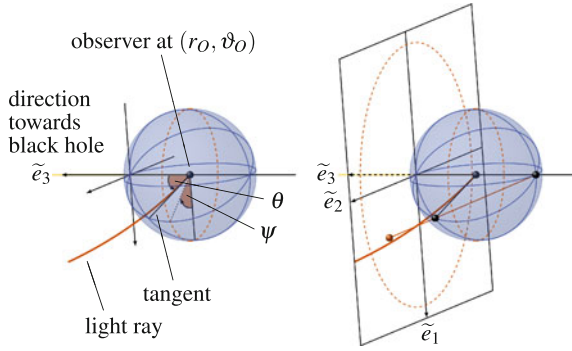 observer at (r_O, ϑ_O)
direction
towards
black hole
ẽ_3
θ
ψ
tangent
light ray
ẽ_3
ẽ_2
ẽ_1